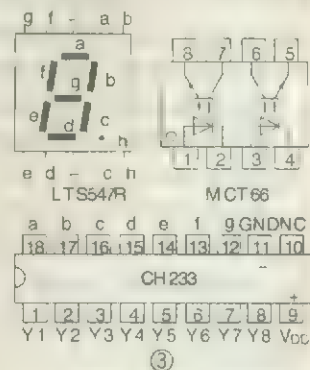 g f - a b
a
f g b
e d c
h
e d - c h
LTS547R
8 7 6 5
1 2 3 4
MCT66
a b c d e f g GND NC
18 17 16 15 14 13 12 11 10
CH233
+
1 2 3 4 5 6 7 8 9
Y1 Y2 Y3 Y4 Y5 Y6 Y7 Y8 VDC
③